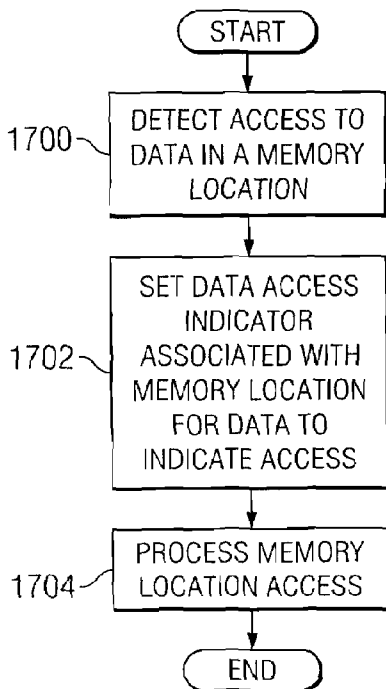 START
1700
DETECT ACCESS TO
DATA IN A MEMORY
LOCATION
1702
SET DATA ACCESS
INDICATOR
ASSOCIATED WITH
MEMORY LOCATION
FOR DATA TO
INDICATE ACCESS
1704
PROCESS MEMORY
LOCATION ACCESS
END